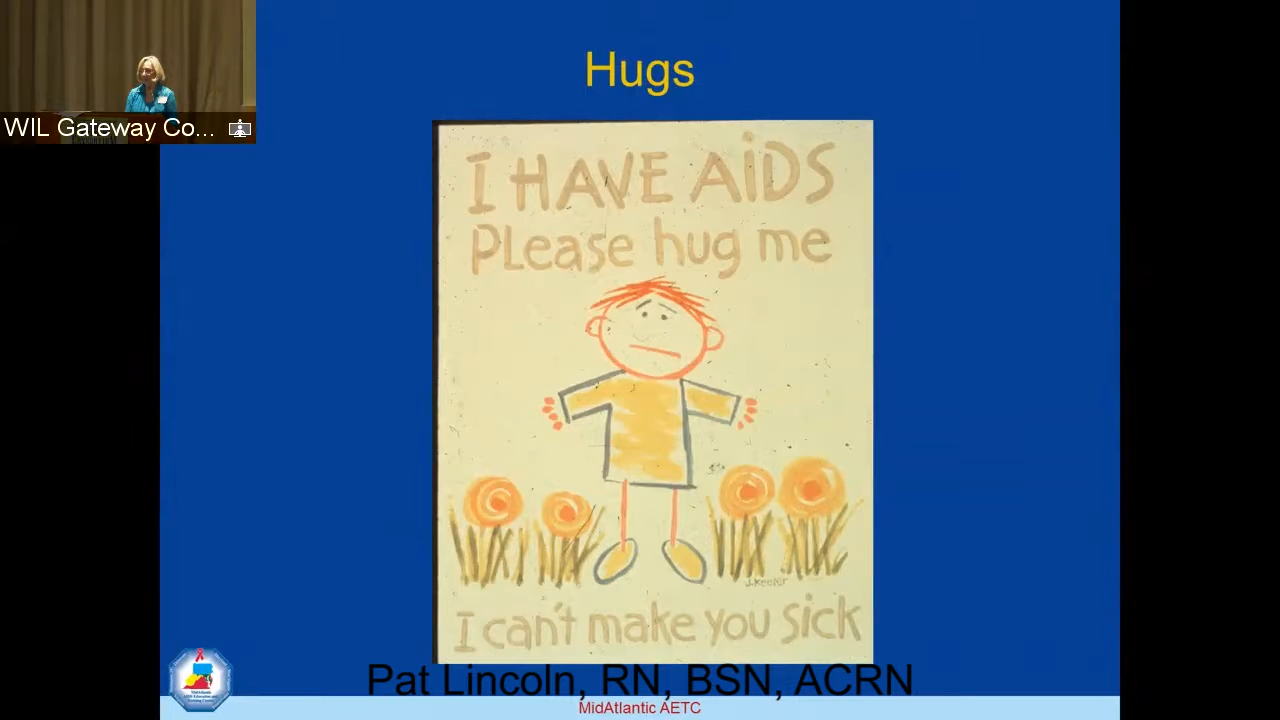 WIL Gateway Co...
Hugs
I HAVE AiDS
PLease hug me
J. Keeler
I can't make you sick
Pat Lincoln, RN, BSN, ACRN
MidAtlantic AETC